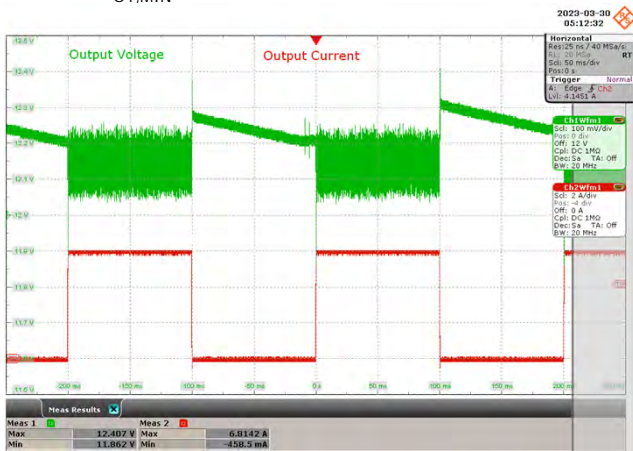 2023-03-30
05:12:32
Horizontal
Res:25 ns / 40 MSa/s
RT
Scl: 50 ms/div
Pos:0 s
Trigger Normal
A: Edge Ch2
Lvl: 4.1451 A
Output Voltage
Output Current
12.4 V
12.3 V
12.2 V
12.1 V
12.0 V
11.9 V
11.8 V
11.7 V
11.5 V
Ch1Wfm1
Scl: 100 mV/div
Pos: 0 div
Off: 12 V
Cpl: DC 1MΩ
Dec:Sa TA: Off
BW: 20 MHz
Ch2Wfm1
Scl: 2 A/div
Pos: -4 div
Off: 0 A
Cpl: DC 1MΩ
Dec:Sa TA: Off
BW: 20 MHz
-200 ms
-150 ms
-100 ms
-50 ms
0 s
50 ms
100 ms
150 ms
200 ms
Meas Results
Meas 1 Meas 2
Max 12.407 V Max 6.8142 A
Min 11.862 V Min -458.5 mA